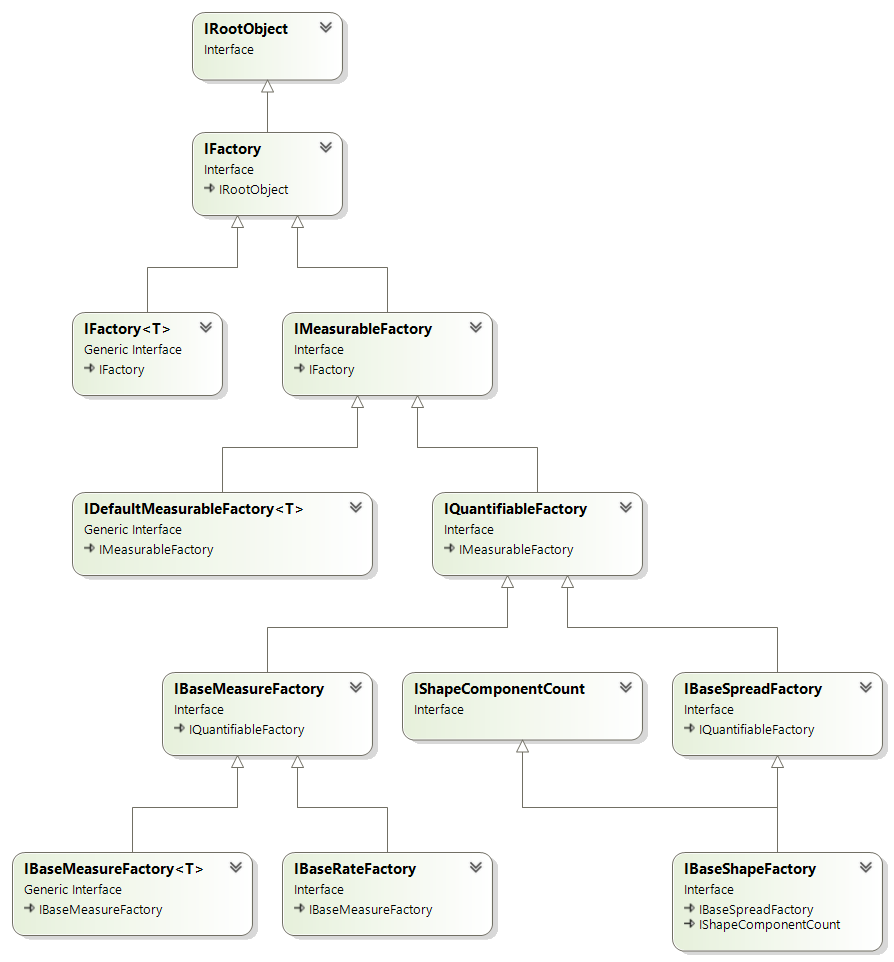 IRootObject
Interface
IFactory
Interface
IRootObject
IFactory<T>
Generic Interface
IFactory
IMeasurableFactory
Interface
IFactory
IDefaultMeasurableFactory<T>
Generic Interface
IMeasurableFactory
IQuantifiableFactory
Interface
IMeasurableFactory
IBaseMeasureFactory
Interface
IQuantifiableFactory
IShapeComponentCount
Interface
IBaseSpreadFactory
Interface
IQuantifiableFactory
IBaseMeasureFactory<T>
Generic Interface
IBaseMeasureFactory
IBaseRateFactory
Interface
IBaseMeasureFactory
IBaseShapeFactory
Interface
IBaseSpreadFactory
IShapeComponentCount